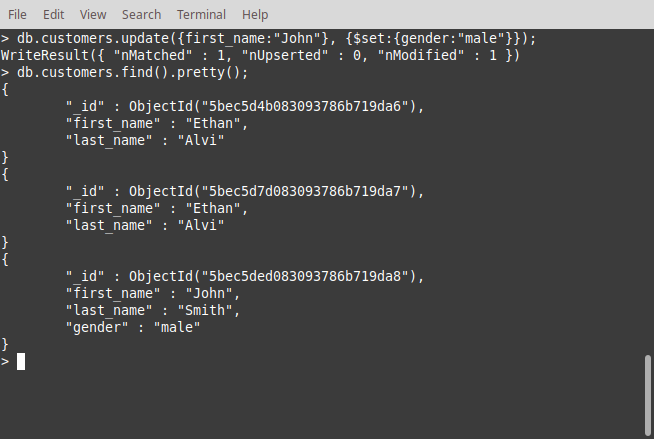 File Edit View Search Terminal Help
> db.customers.update({first_name:"John"}, {$set:{gender:"male"}});
WriteResult({ "nMatched" : 1, "nUpserted" : 0, "nModified" : 1 })
> db.customers.find().pretty();
{
        "_id" : ObjectId("5bec5d4b083093786b719da6"),
        "first_name" : "Ethan",
        "last_name" : "Alvi"
}
{
        "_id" : ObjectId("5bec5d7d083093786b719da7"),
        "first_name" : "Ethan",
        "last_name" : "Alvi"
}
{
        "_id" : ObjectId("5bec5ded083093786b719da8"),
        "first_name" : "John",
        "last_name" : "Smith",
        "gender" : "male"
}
>